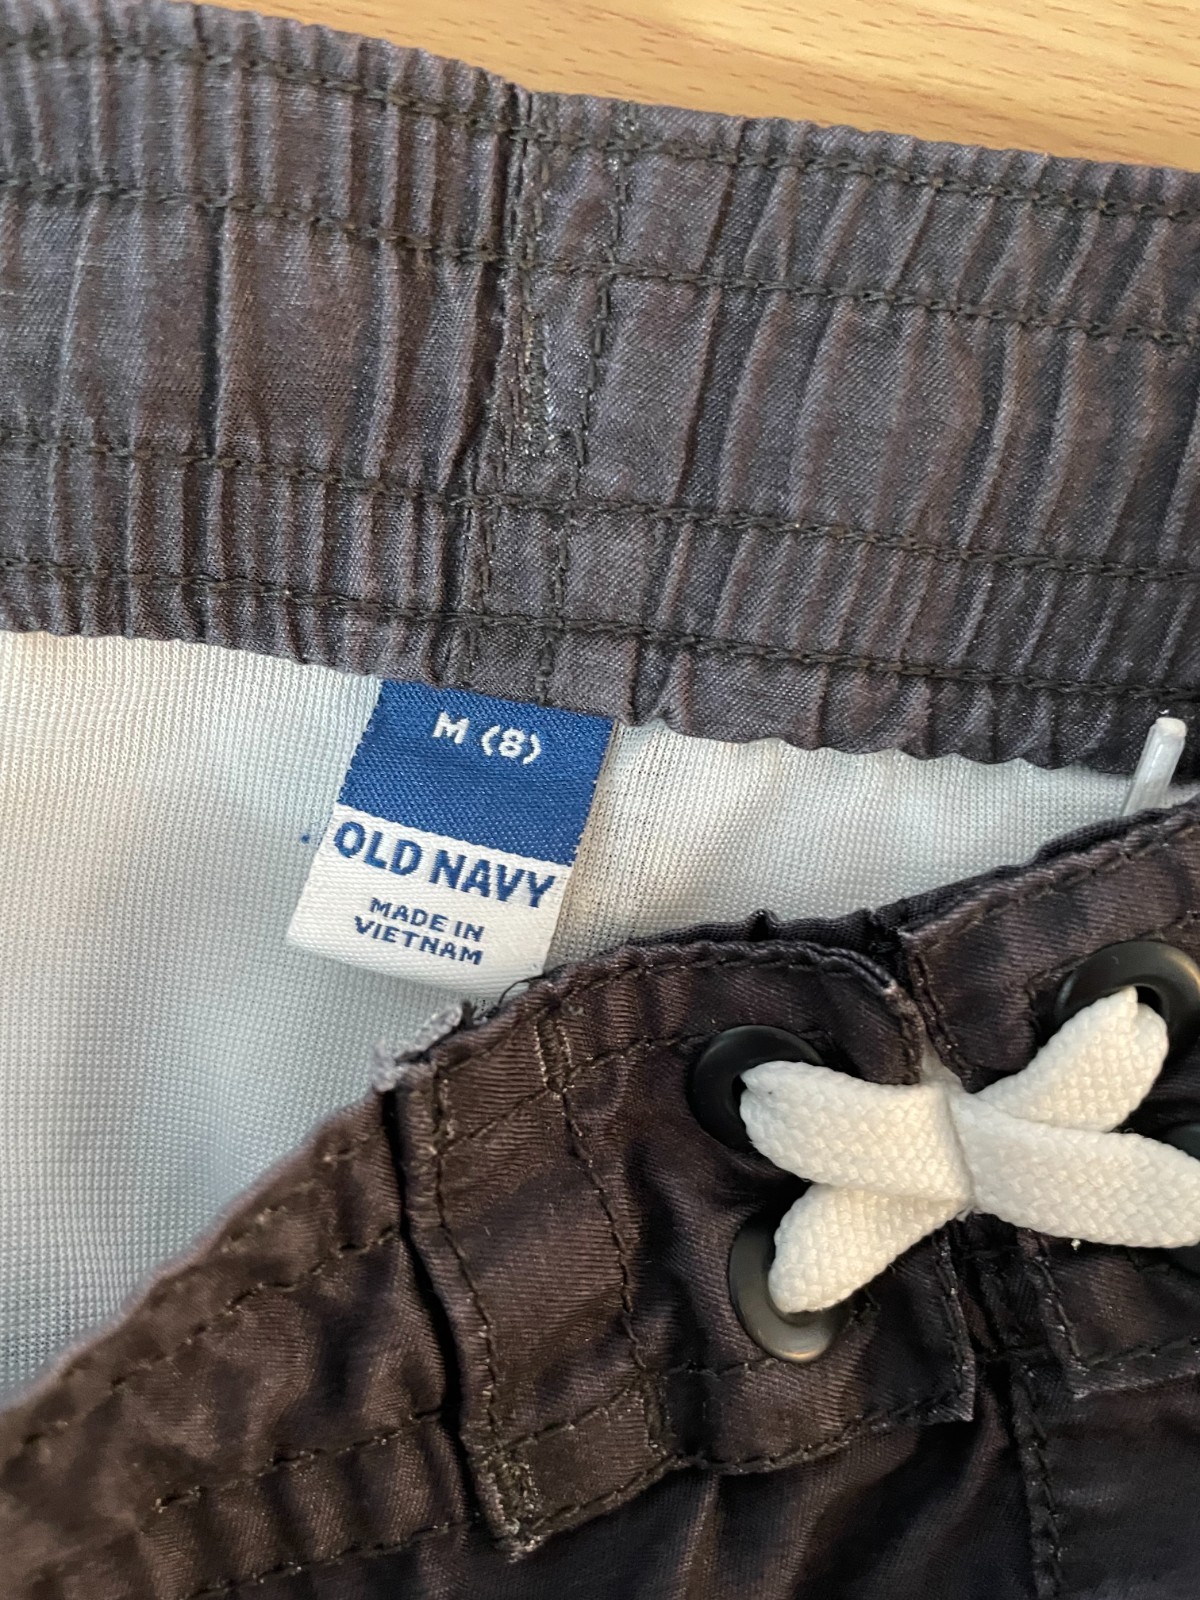 M (8)
OLD NAVY
MADE IN
VIETNAM